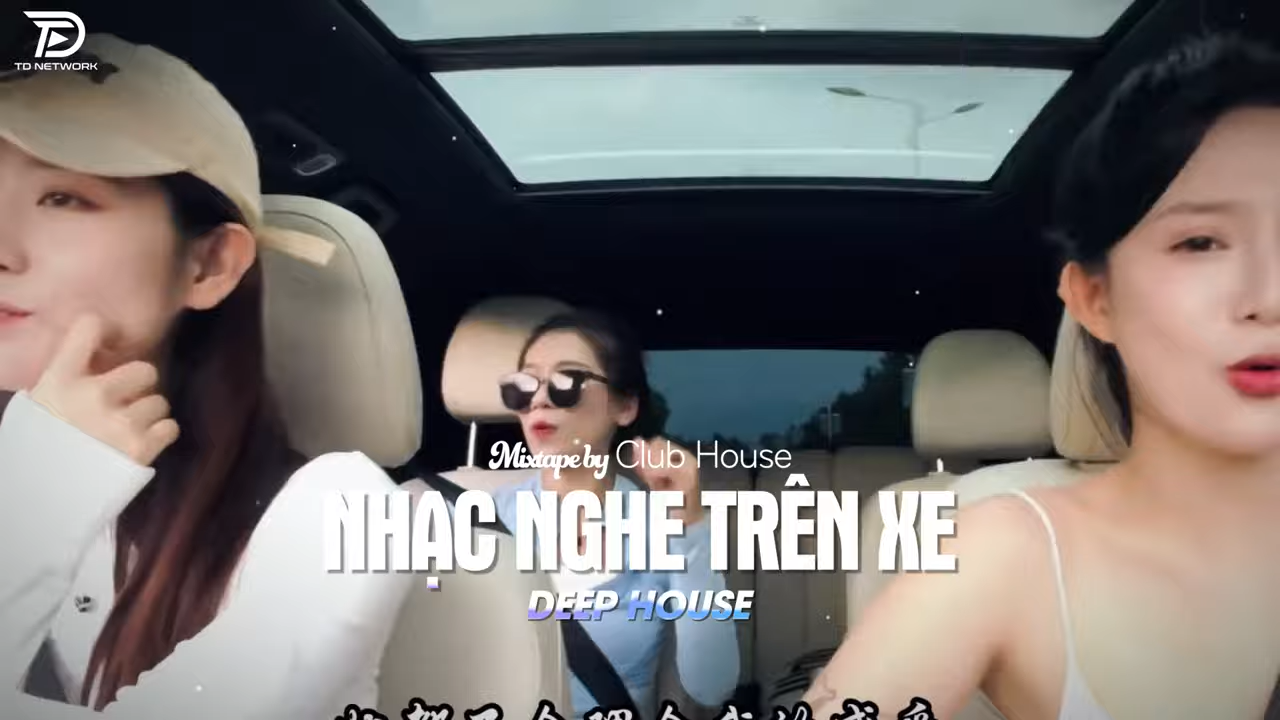 TD NETWORK
Mixtape by Club House
NHẠC NGHE TRÊN XE
DEEP HOUSE